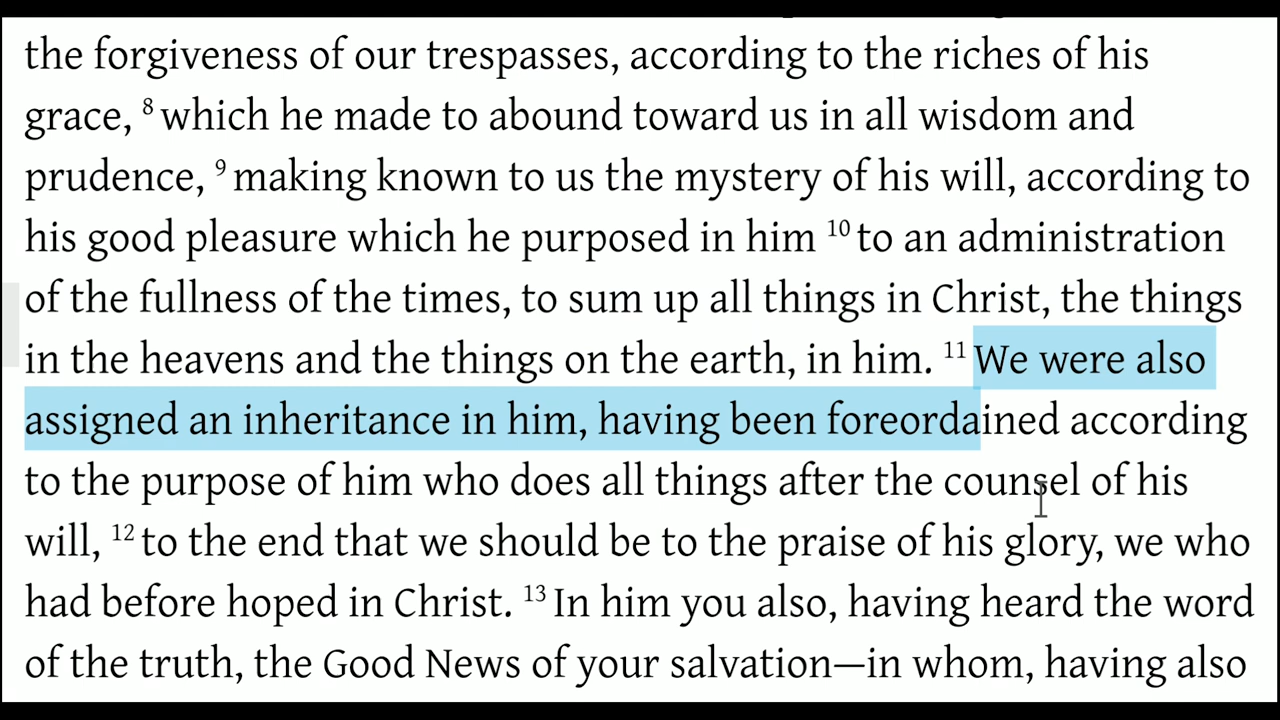 the forgiveness of our trespasses, according to the riches of his
grace, 8 which he made to abound toward us in all wisdom and
prudence, 9 making known to us the mystery of his will, according to
his good pleasure which he purposed in him 10 to an administration
of the fullness of the times, to sum up all things in Christ, the things
in the heavens and the things on the earth, in him. 11 We were also
assigned an inheritance in him, having been foreordained according
to the purpose of him who does all things after the counsel of his
will, 12 to the end that we should be to the praise of his glory, we who
had before hoped in Christ. 13 In him you also, having heard the word
of the truth, the Good News of your salvation—in whom, having also